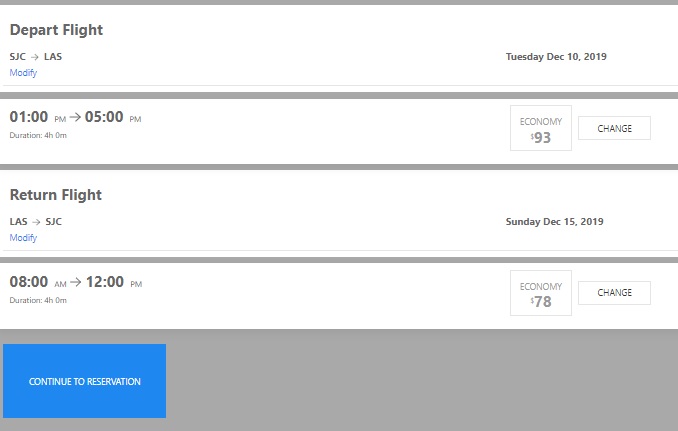 Depart Flight
SJC → LAS Tuesday Dec 10, 2019
Modify
01:00 PM → 05:00 PM ECONOMY $93 CHANGE
Duration: 4h 0m
Return Flight
LAS → SJC Sunday Dec 15, 2019
Modify
08:00 AM → 12:00 PM ECONOMY $78 CHANGE
Duration: 4h 0m
CONTINUE TO RESERVATION